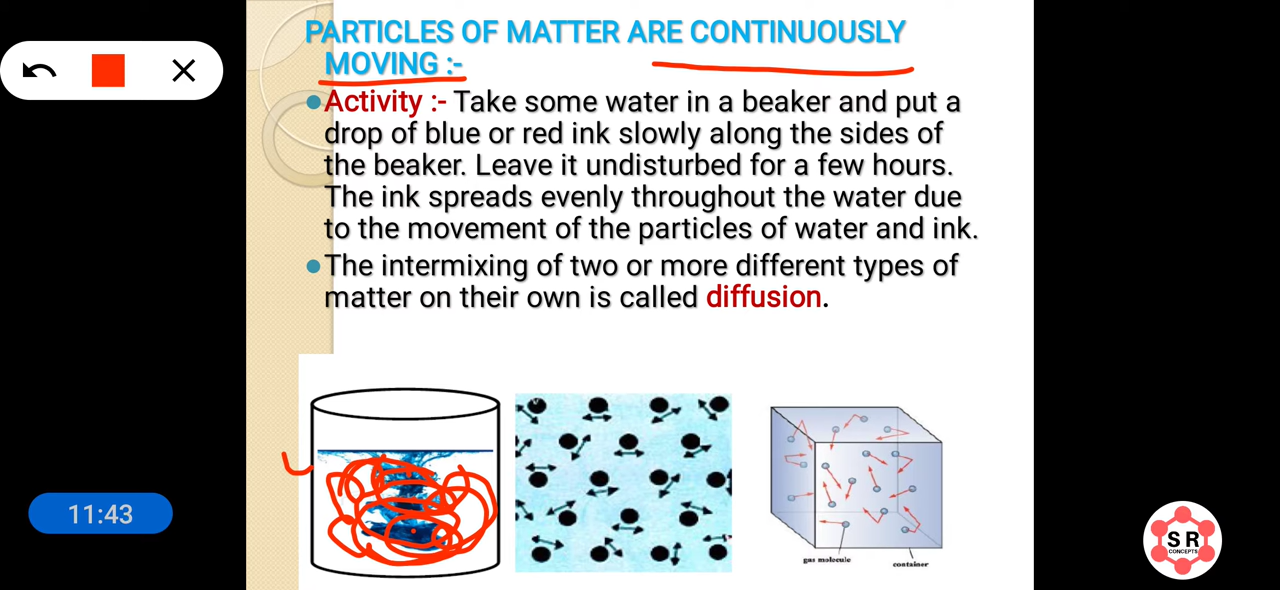 PARTICLES OF MATTER ARE CONTINUOUSLY
MOVING :-
Activity :- Take some water in a beaker and put a
drop of blue or red ink slowly along the sides of
the beaker. Leave it undisturbed for a few hours.
The ink spreads evenly throughout the water due
to the movement of the particles of water and ink.
The intermixing of two or more different types of
matter on their own is called diffusion.
11:43
gas molecule
container
S R
CONCEPTS